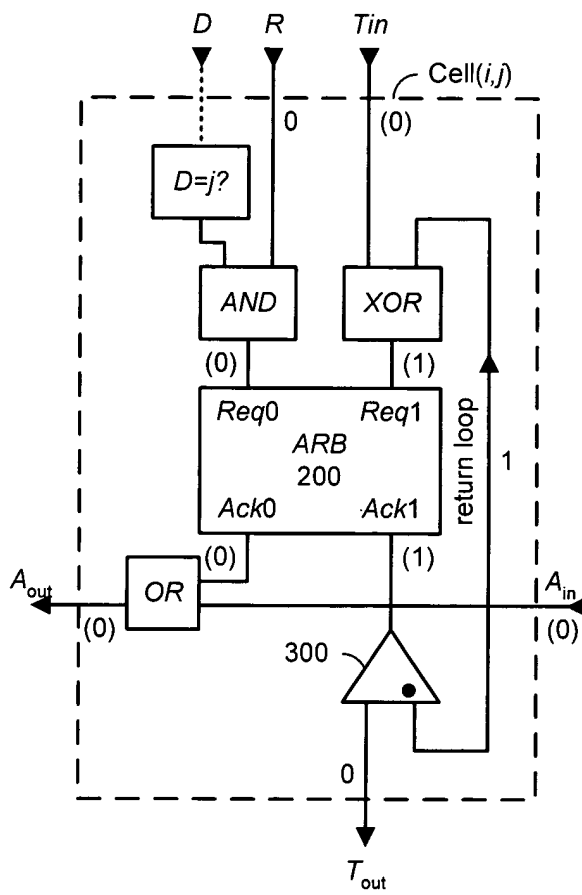 D R Tin
Cell(i,j)
0 (0)
D=j?
AND XOR
(0) (1)
Req0 Req1
ARB
200
Ack0 Ack1
return loop
1
(0) (1)
Aout OR Ain
(0) (0)
300
0
Tout